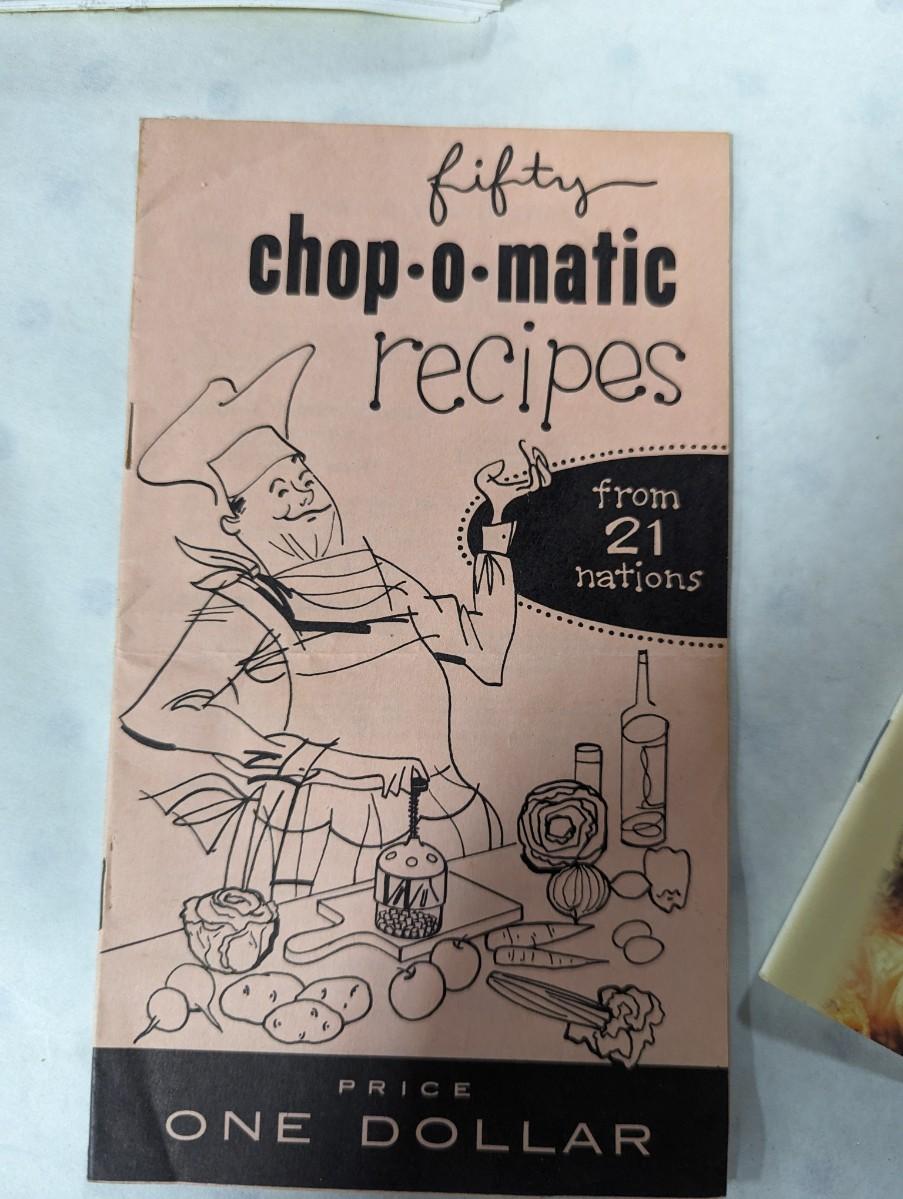 fifty
chop·o·matic
recipes
from
21
nations
PRICE
ONE DOLLAR